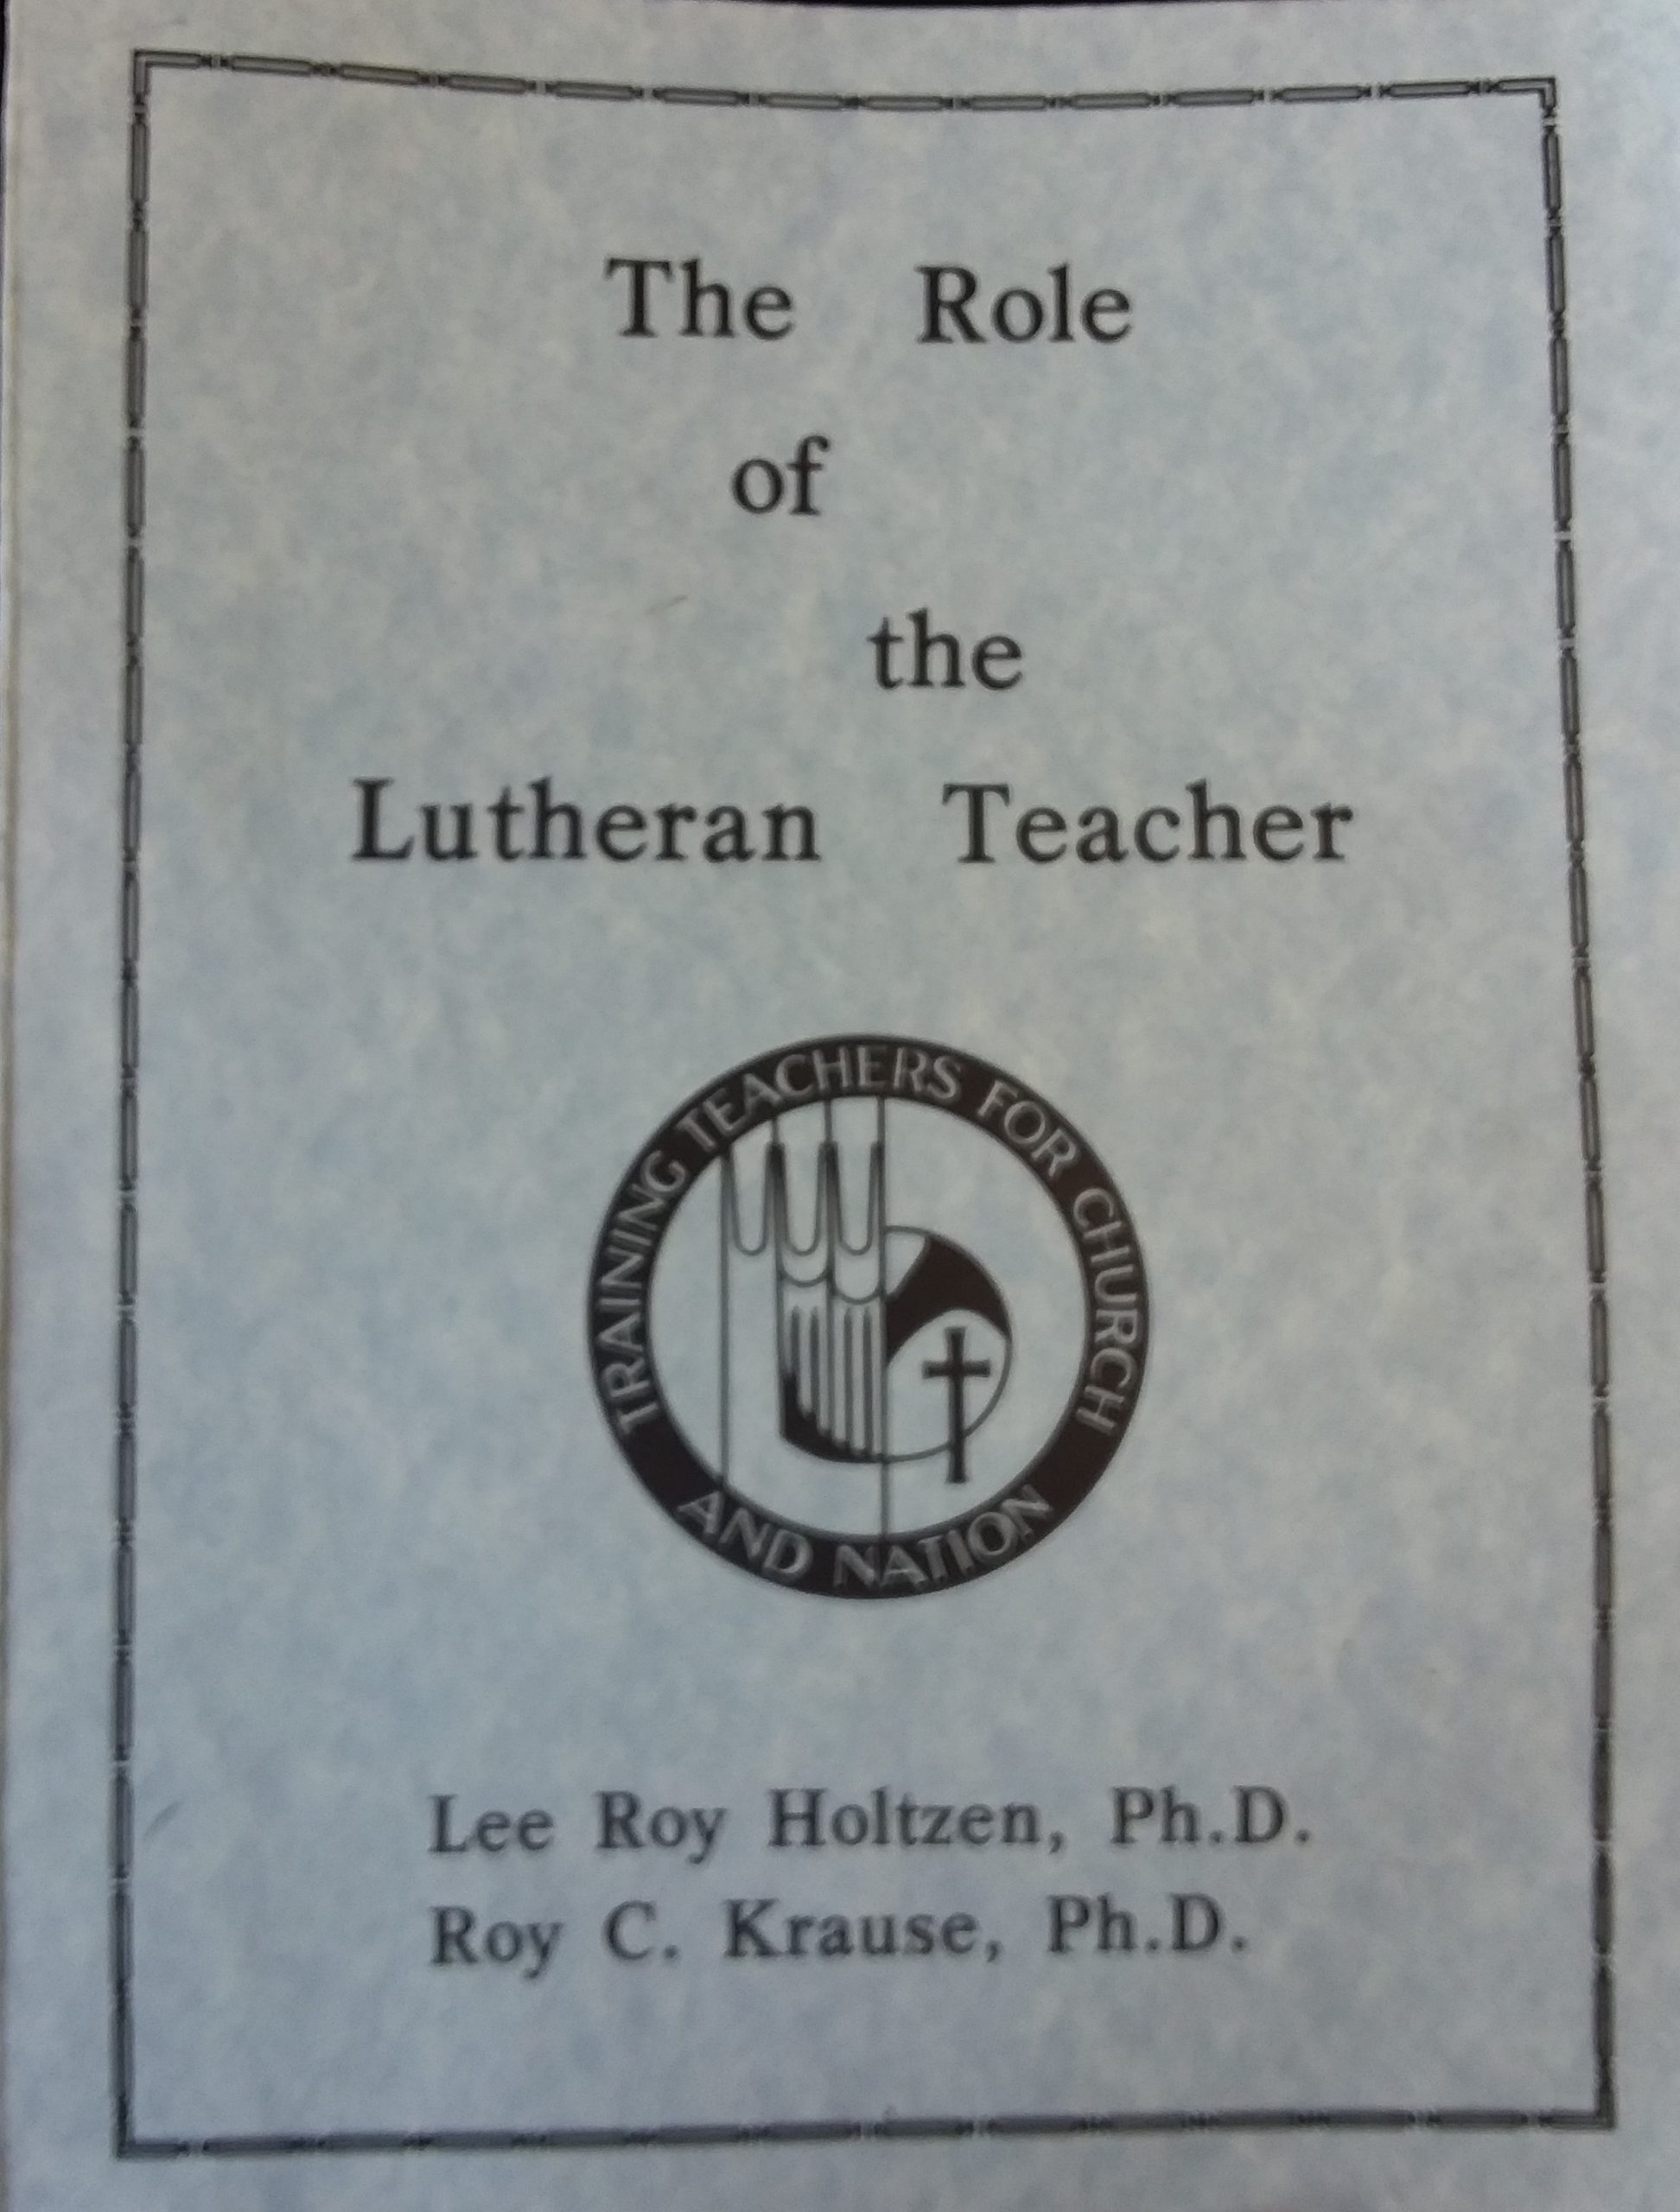 The Role
of
the
Lutheran Teacher
TRAINING TEACHERS FOR CHURCH
AND NATION
Lee Roy Holtzen, Ph.D.
Roy C. Krause, Ph.D.